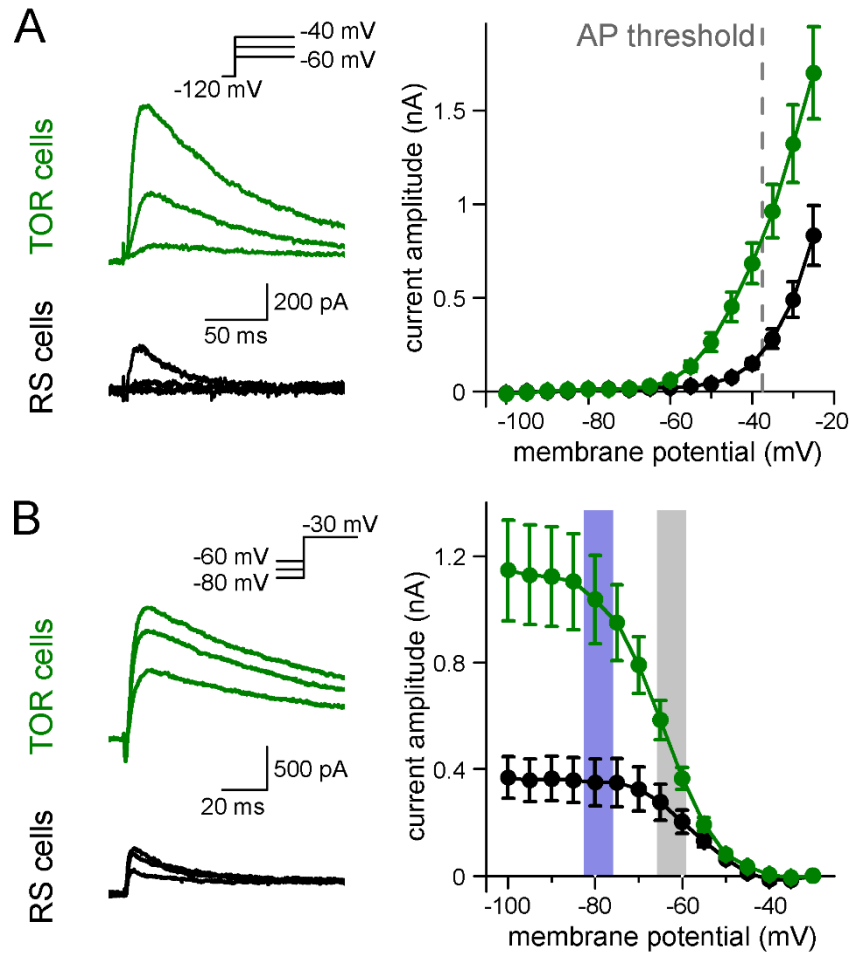 A
-40 mV
-60 mV
-120 mV
TOR cells
200 pA
50 ms
RS cells
AP threshold
current amplitude (nA)
1.5
1
0.5
0
-100
-80
-60
-40
-20
membrane potential (mV)
B
-30 mV
-60 mV
-80 mV
TOR cells
500 pA
20 ms
RS cells
current amplitude (nA)
1.2
0.8
0.4
0
-100
-80
-60
-40
membrane potential (mV)